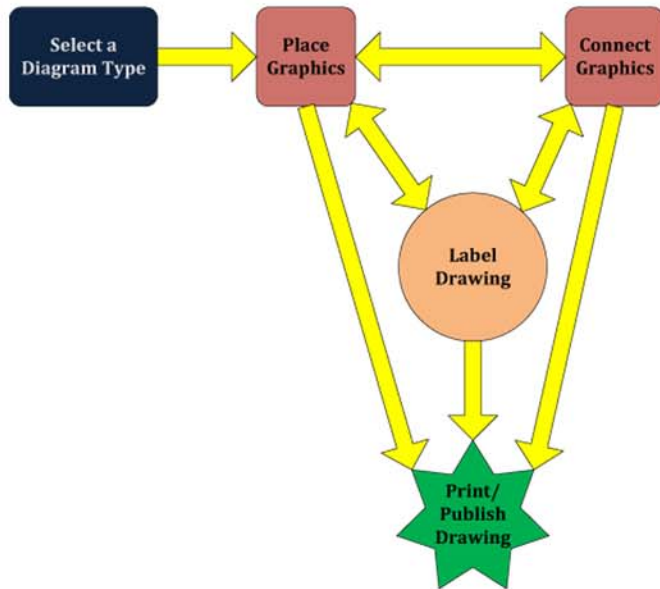 Select a
Diagram Type
Place
Graphics
Connect
Graphics
Label
Drawing
Print/
Publish
Drawing